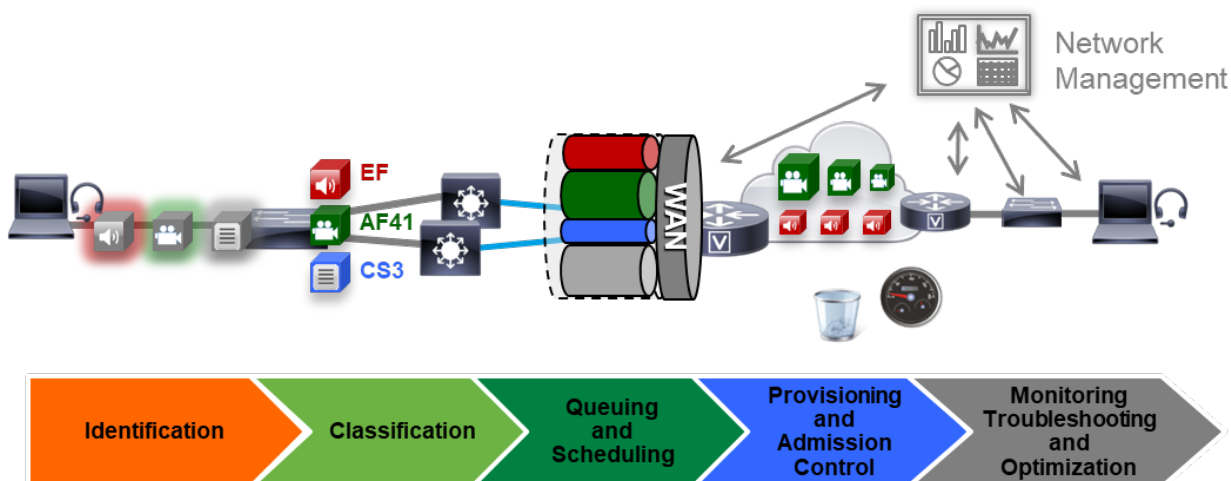 Network
Management
EF
AF41
CS3
WAN
V
V
Identification
Classification
Queuing
and
Scheduling
Provisioning
and
Admission
Control
Monitoring
Troubleshooting
and
Optimization